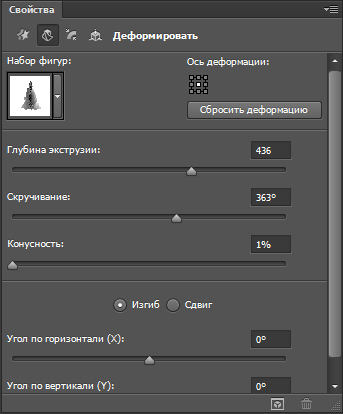 Свойства
Деформировать
Набор фигур:
Ось деформации:
Сбросить деформацию
Глубина экструзии: 436
Скручивание: 363°
Конусность: 1%
Изгиб Сдвиг
Угол по горизонтали (X): 0°
Угол по вертикали (Y): 0°